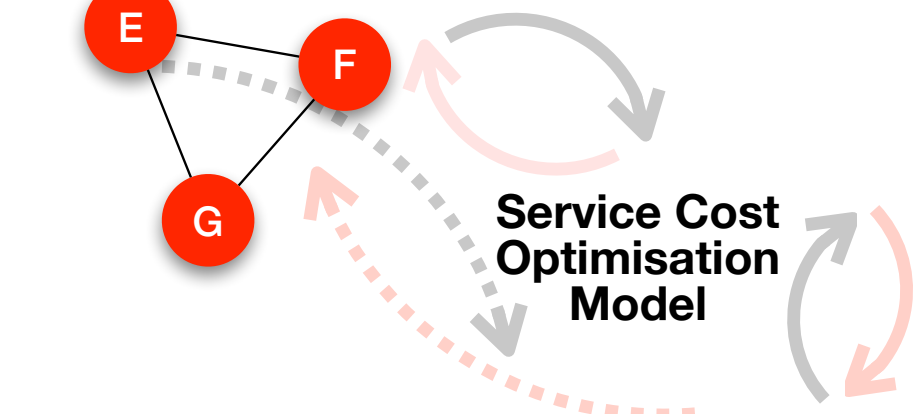 E
F
G
Service Cost
Optimisation
Model